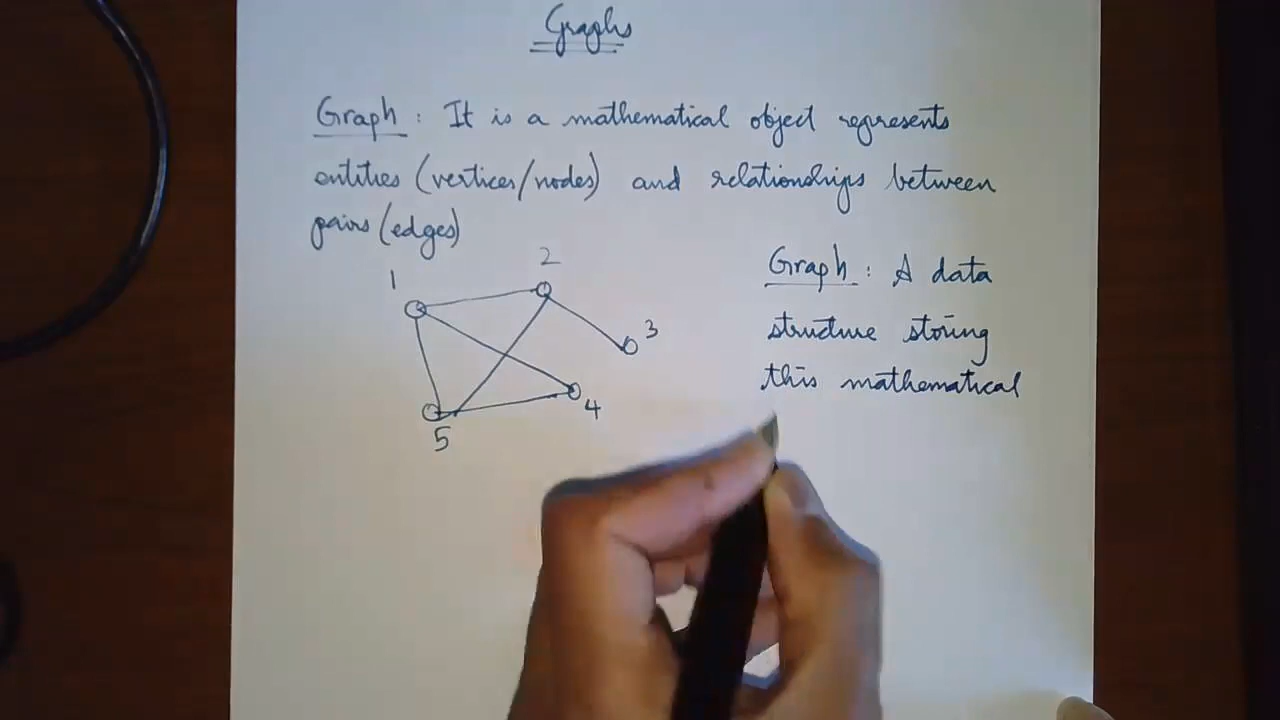 Graphs
Graph : It is a mathematical object represents
entities (vertices/nodes) and relationships between
pairs (edges)
1
2
3
4
5
Graph : A data
structure storing
this mathematical